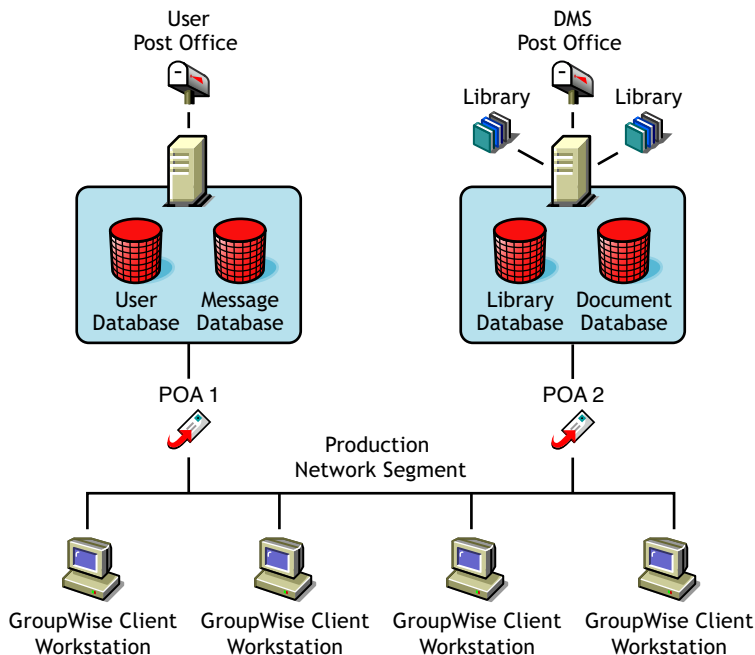 User
Post Office
DMS
Post Office
Library
Library
User
Database
Message
Database
Library
Database
Document
Database
POA 1
POA 2
Production
Network Segment
GroupWise Client
Workstation
GroupWise Client
Workstation
GroupWise Client
Workstation
GroupWise Client
Workstation